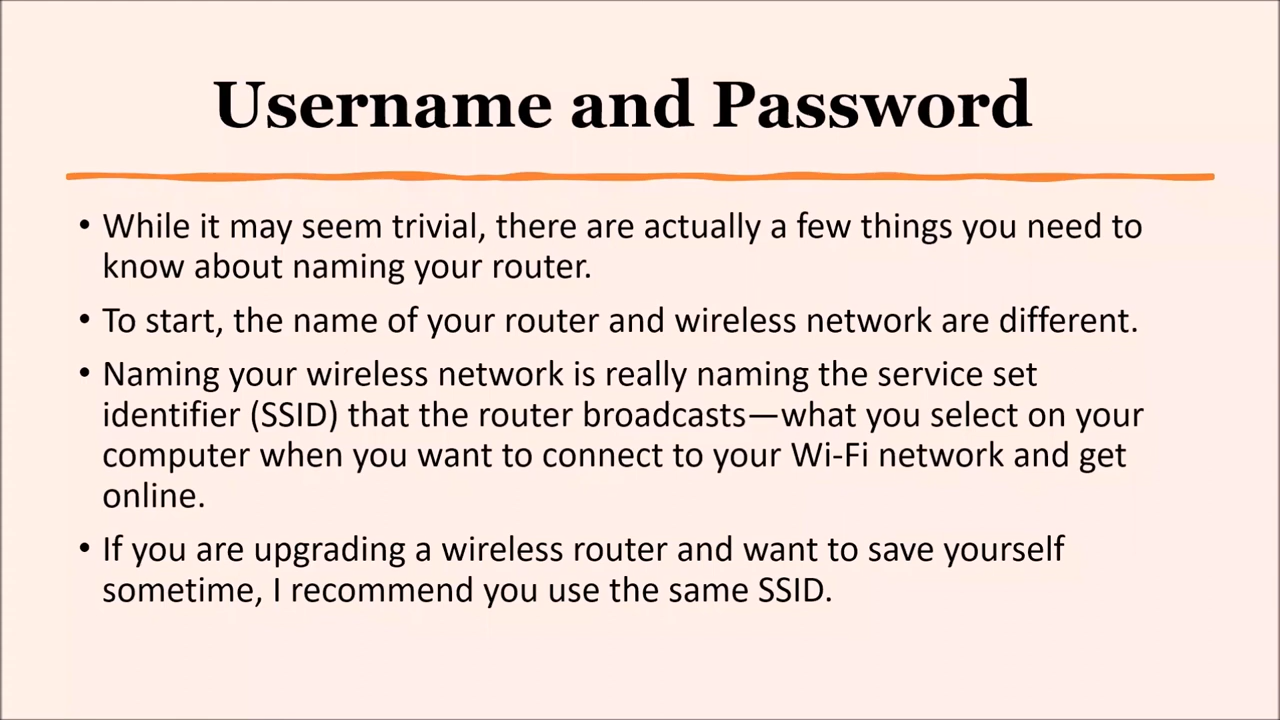 Username and Password
• While it may seem trivial, there are actually a few things you need to
know about naming your router.
• To start, the name of your router and wireless network are different.
• Naming your wireless network is really naming the service set
identifier (SSID) that the router broadcasts—what you select on your
computer when you want to connect to your Wi-Fi network and get
online.
• If you are upgrading a wireless router and want to save yourself
sometime, I recommend you use the same SSID.